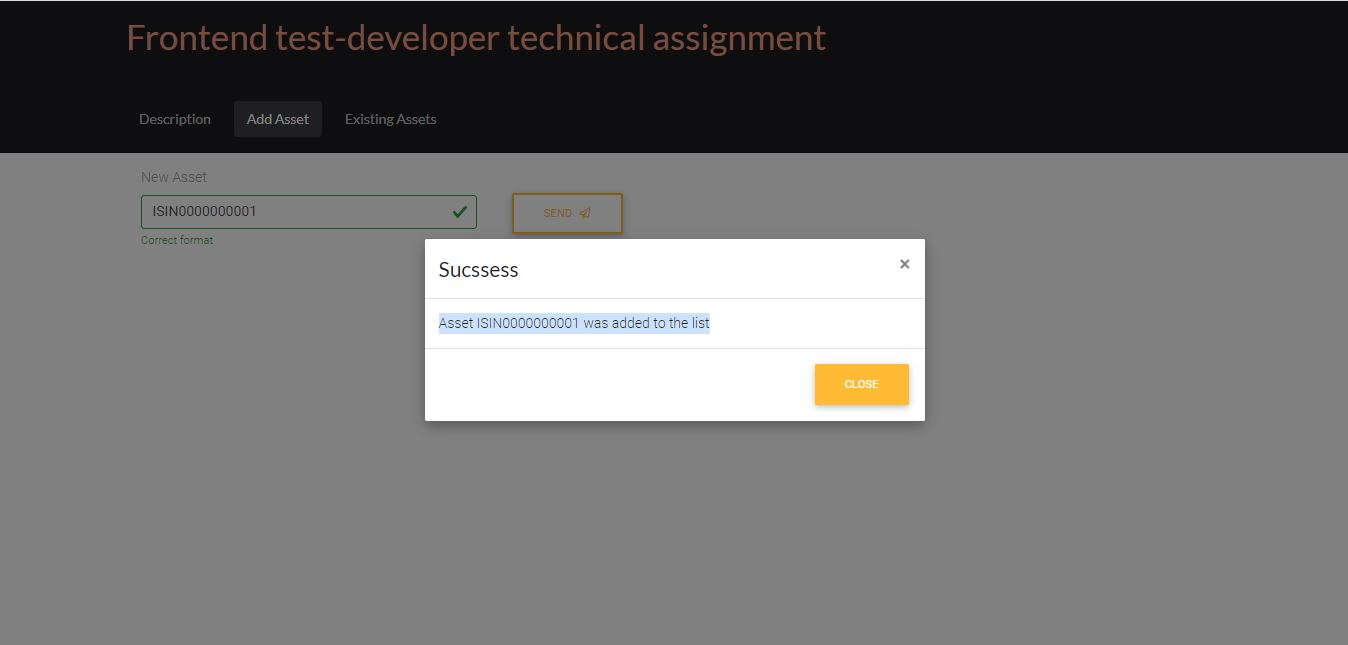 Frontend test-developer technical assignment
Description Add Asset Existing Assets
New Asset
ISIN0000000001
SEND
Correct format
Sucssess ×
Asset ISIN0000000001 was added to the list
CLOSE